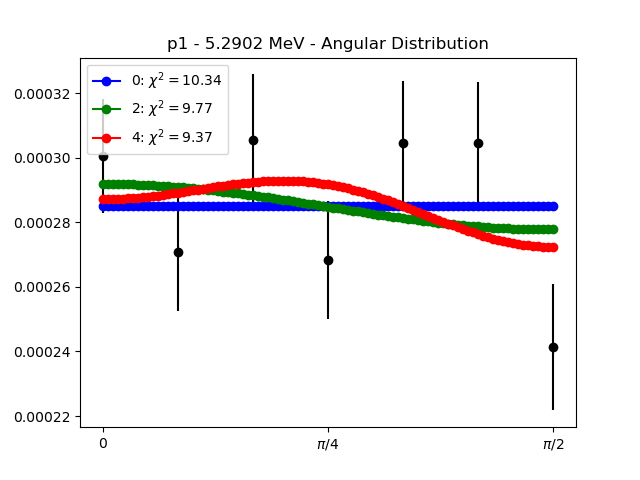 p1 - 5.2902 MeV - Angular Distribution
0: χ² = 10.34
2: χ² = 9.77
4: χ² = 9.37
0.00032
0.00030
0.00028
0.00026
0.00024
0.00022
0
π/4
π/2